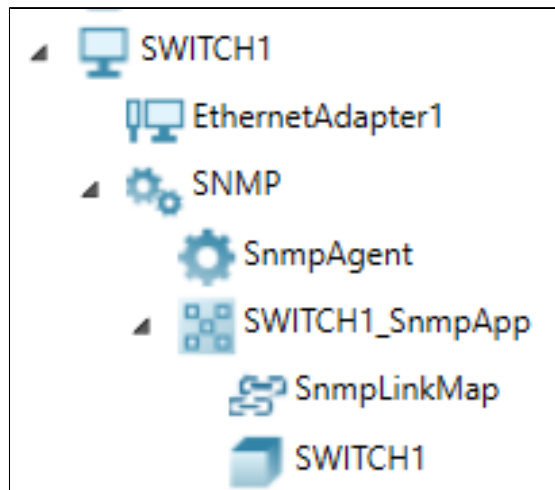 SWITCH1
EthernetAdapter1
SNMP
SnmpAgent
SWITCH1_SnmpApp
SnmpLinkMap
SWITCH1